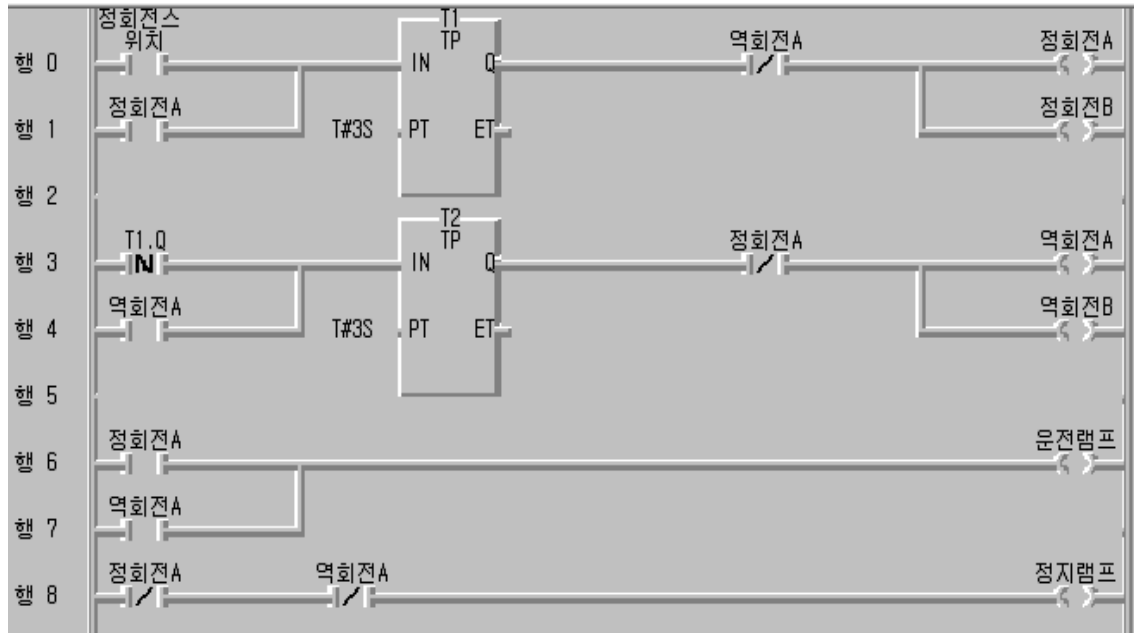 정회전스
위치
T1
TP
역회전A
정회전A
행 0
IN
Q
정회전A
정회전B
행 1
T#3S
PT
ET
행 2
T2
T1.Q
TP
정회전A
역회전A
행 3
N
IN
Q
역회전A
역회전B
행 4
T#3S
PT
ET
행 5
정회전A
운전램프
행 6
역회전A
행 7
정회전A
역회전A
정지램프
행 8